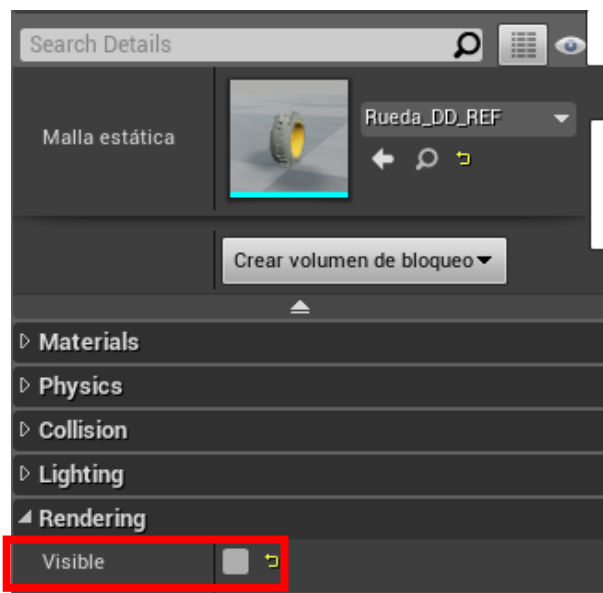 Search Details
Malla estática
Rueda_DD_REF
Crear volumen de bloqueo
Materials
Physics
Collision
Lighting
Rendering
Visible